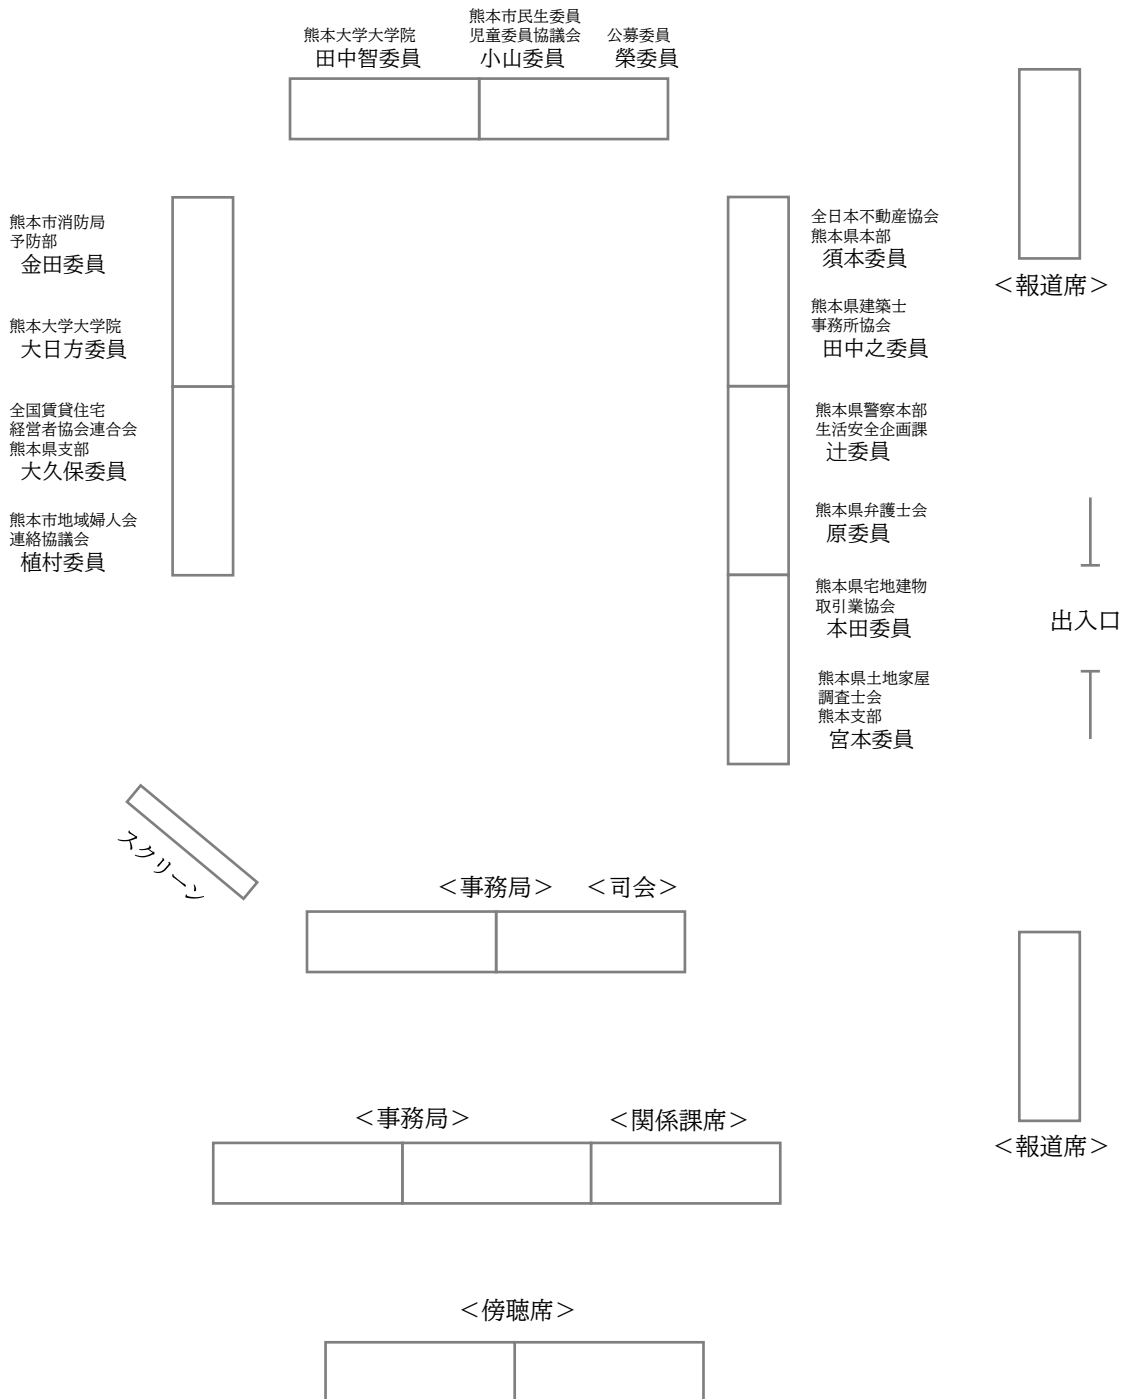 熊本大学大学院
田中智委員
熊本市民生委員
児童委員協議会
小山委員
公募委員
榮委員
熊本市消防局
予防部
金田委員
熊本大学大学院
大日方委員
全国賃貸住宅
経営者協会連合会
熊本県支部
大久保委員
熊本市地域婦人会
連絡協議会
植村委員
全日本不動産協会
熊本県本部
須本委員
熊本県建築士
事務所協会
田中之委員
熊本県警察本部
生活安全企画課
辻委員
熊本県弁護士会
原委員
熊本県宅地建物
取引業協会
本田委員
熊本県土地家屋
調査士会
熊本支部
宮本委員
＜報道席＞
出入口
スクリーン
＜事務局＞
＜司会＞
＜事務局＞
＜関係課席＞
＜報道席＞
＜傍聴席＞